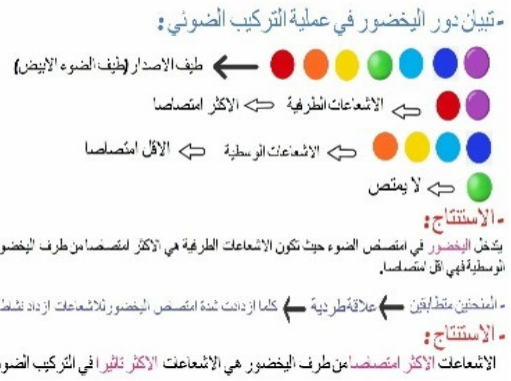 - تبيان دور اليخضور في عملية التركيب الضوئي :
طيف الاصدار (طيف الضوء الابيض)
الاشعاعات الطرفية ⇦ الاكثر امتصاصا
الاشعاعات الوسطية ⇦ الاقل امتصاصا
لا يمتص
- الاستنتاج :
يتدخل اليخضور في امتصاص الضوء حيث تكون الاشعاعات الطرفية هي الاكثر امتصاصا من طرف اليخضو
الوسطية فهي اقل امتصاصا.
- المنحنين متطابقين ← علاقة طردية ← كلما ازدادت شدة امتصاص اليخضور للاشعاعات ازداد نشاط
- الاستنتاج :
الاشعاعات الاكثر امتصاصا من طرف اليخضور هي الاشعاعات الاكثر تاثيرا في التركيب الضو